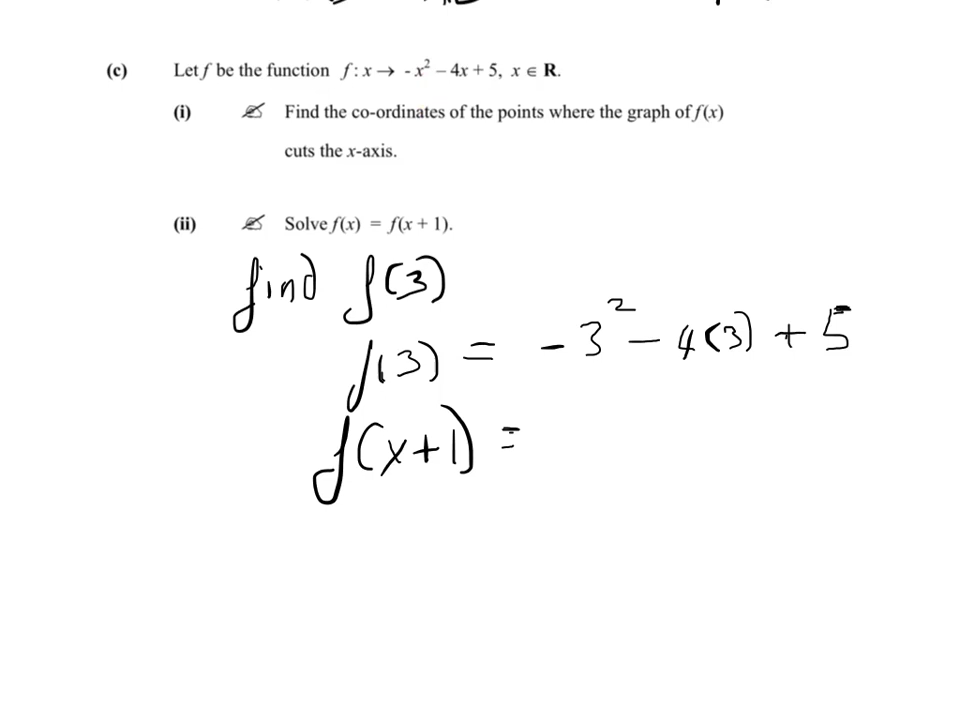 (c) Let f be the function f : x → - x² – 4x + 5, x ∈ R.
(i) Find the co-ordinates of the points where the graph of f(x)
cuts the x-axis.
(ii) Solve f(x) = f(x + 1).
find f(3)
f(3) = - 3² - 4(3) + 5
f(x+1) =